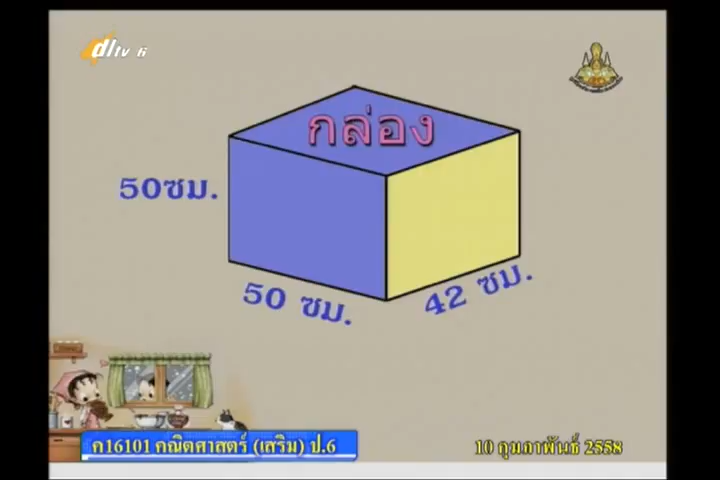 dltv 6
กล่อง
50ซม.
50 ซม.
42 ซม.
ค16101 คณิตศาสตร์ (เสริม) ป.6
10 กุมภาพันธ์ 2558